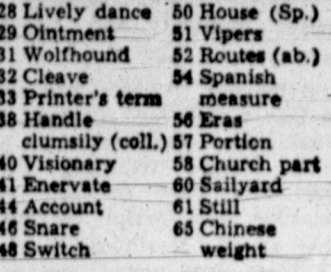 28 Lively dance
29 Ointment
31 Wolfhound
32 Cleave
33 Printer's term
38 Handle
clumsily (coll.)
40 Visionary
41 Enervate
44 Account
46 Snare
48 Switch
50 House (Sp.)
51 Vipers
52 Routes (ab.)
54 Spanish
measure
56 Eras
57 Portion
58 Church part
60 Sailyard
61 Still
65 Chinese
weight